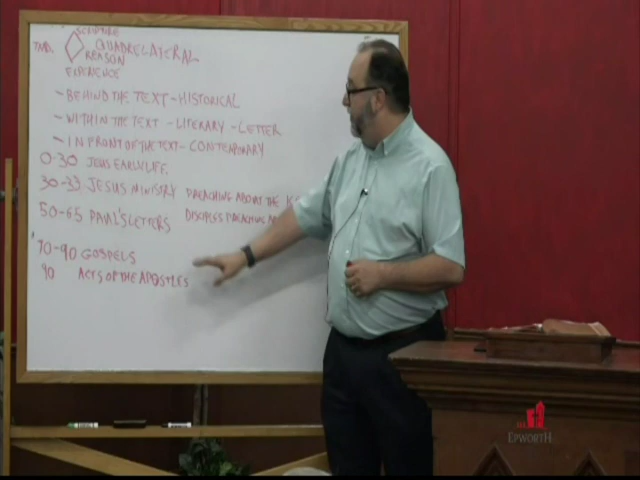 SCRIPTURE
TRAD. QUADRELATERAL
REASON
EXPERIENCE
- BEHIND THE TEXT - HISTORICAL
- WITHIN THE TEXT - LITERARY - LETTER
- IN FRONT OF THE TEXT - CONTEMPORARY
0-30 JESUS EARLY LIFE.
30-33 JESUS MINISTRY PREACHING ABOUT THE K
50-65 PAUL'S LETTERS DISCIPLES PREACHING
70-90 GOSPELS
90 ACTS OF THE APOSTLES
EPWORTH